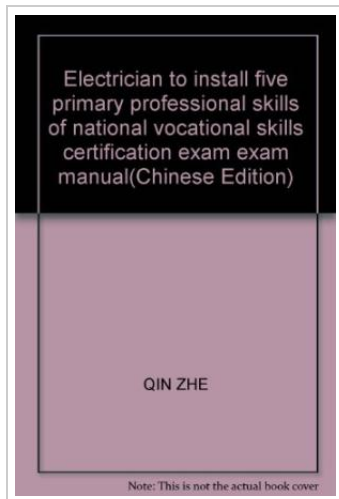 Electrician to install five
primary professional skills
of national vocational skills
certification exam exam
manual(Chinese Edition)
QIN ZHE
Note: This is not the actual book cover